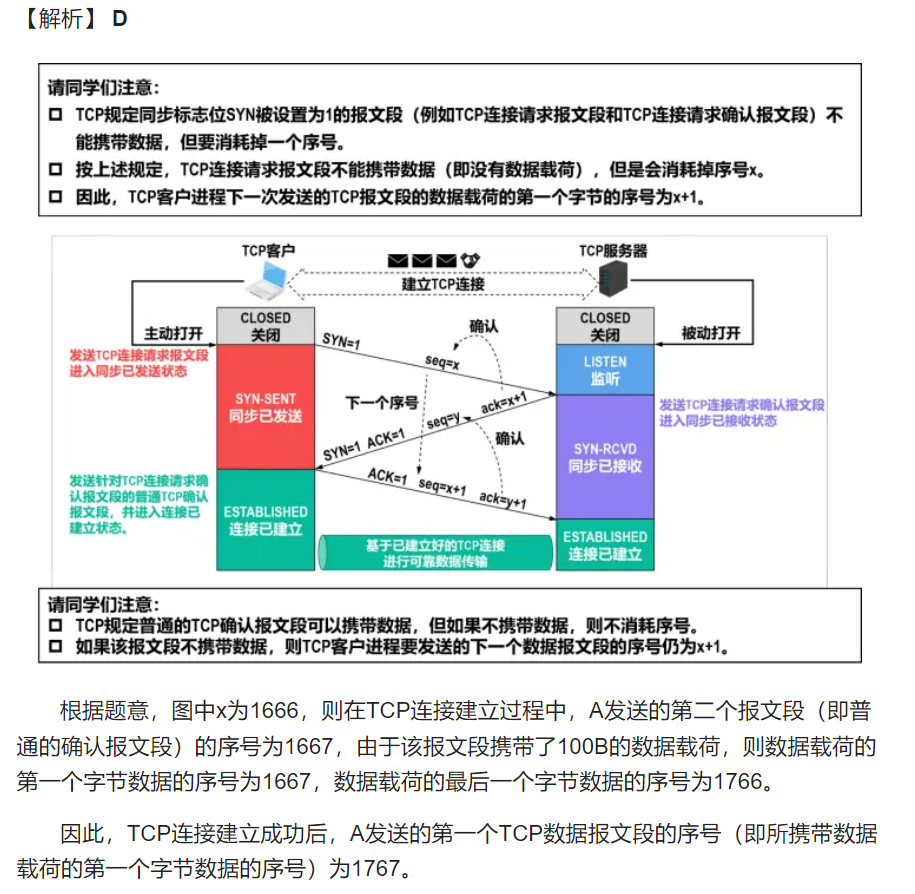 【解析】 D
请同学们注意：
TCP规定同步标志位SYN被设置为1的报文段（例如TCP连接请求报文段和TCP连接请求确认报文段）不
能携带数据，但要消耗掉一个序号。
按上述规定，TCP连接请求报文段不能携带数据（即没有数据载荷），但是会消耗掉序号x。
因此，TCP客户进程下一次发送的TCP报文段的数据载荷的第一个字节的序号为x+1。
TCP客户
TCP服务器
建立TCP连接
CLOSED
关闭
CLOSED
关闭
主动打开
被动打开
确认
SYN=1
seq=x
发送TCP连接请求报文段
进入同步已发送状态
LISTEN
监听
SYN-SENT
同步已发送
下一个序号
SYN=1 ACK=1
seq=y
ack=x+1
发送TCP连接请求确认报文段
进入同步已接收状态
确认
SYN-RCVD
同步已接收
ACK=1
seq=x+1
ack=y+1
发送针对TCP连接请求确
认报文段的普通TCP确认
报文段，并进入连接已
建立状态。
ESTABLISHED
连接已建立
ESTABLISHED
连接已建立
基于已建立好的TCP连接
进行可靠数据传输
请同学们注意：
TCP规定普通的TCP确认报文段可以携带数据，但如果不携带数据，则不消耗序号。
如果该报文段不携带数据，则TCP客户进程要发送的下一个数据报文段的序号仍为x+1。
根据题意，图中x为1666，则在TCP连接建立过程中，A发送的第二个报文段（即普
通的确认报文段）的序号为1667，由于该报文段携带了100B的数据载荷，则数据载荷的
第一个字节数据的序号为1667，数据载荷的最后一个字节数据的序号为1766。
因此，TCP连接建立成功后，A发送的第一个TCP数据报文段的序号（即所携带数据
载荷的第一个字节数据的序号）为1767。